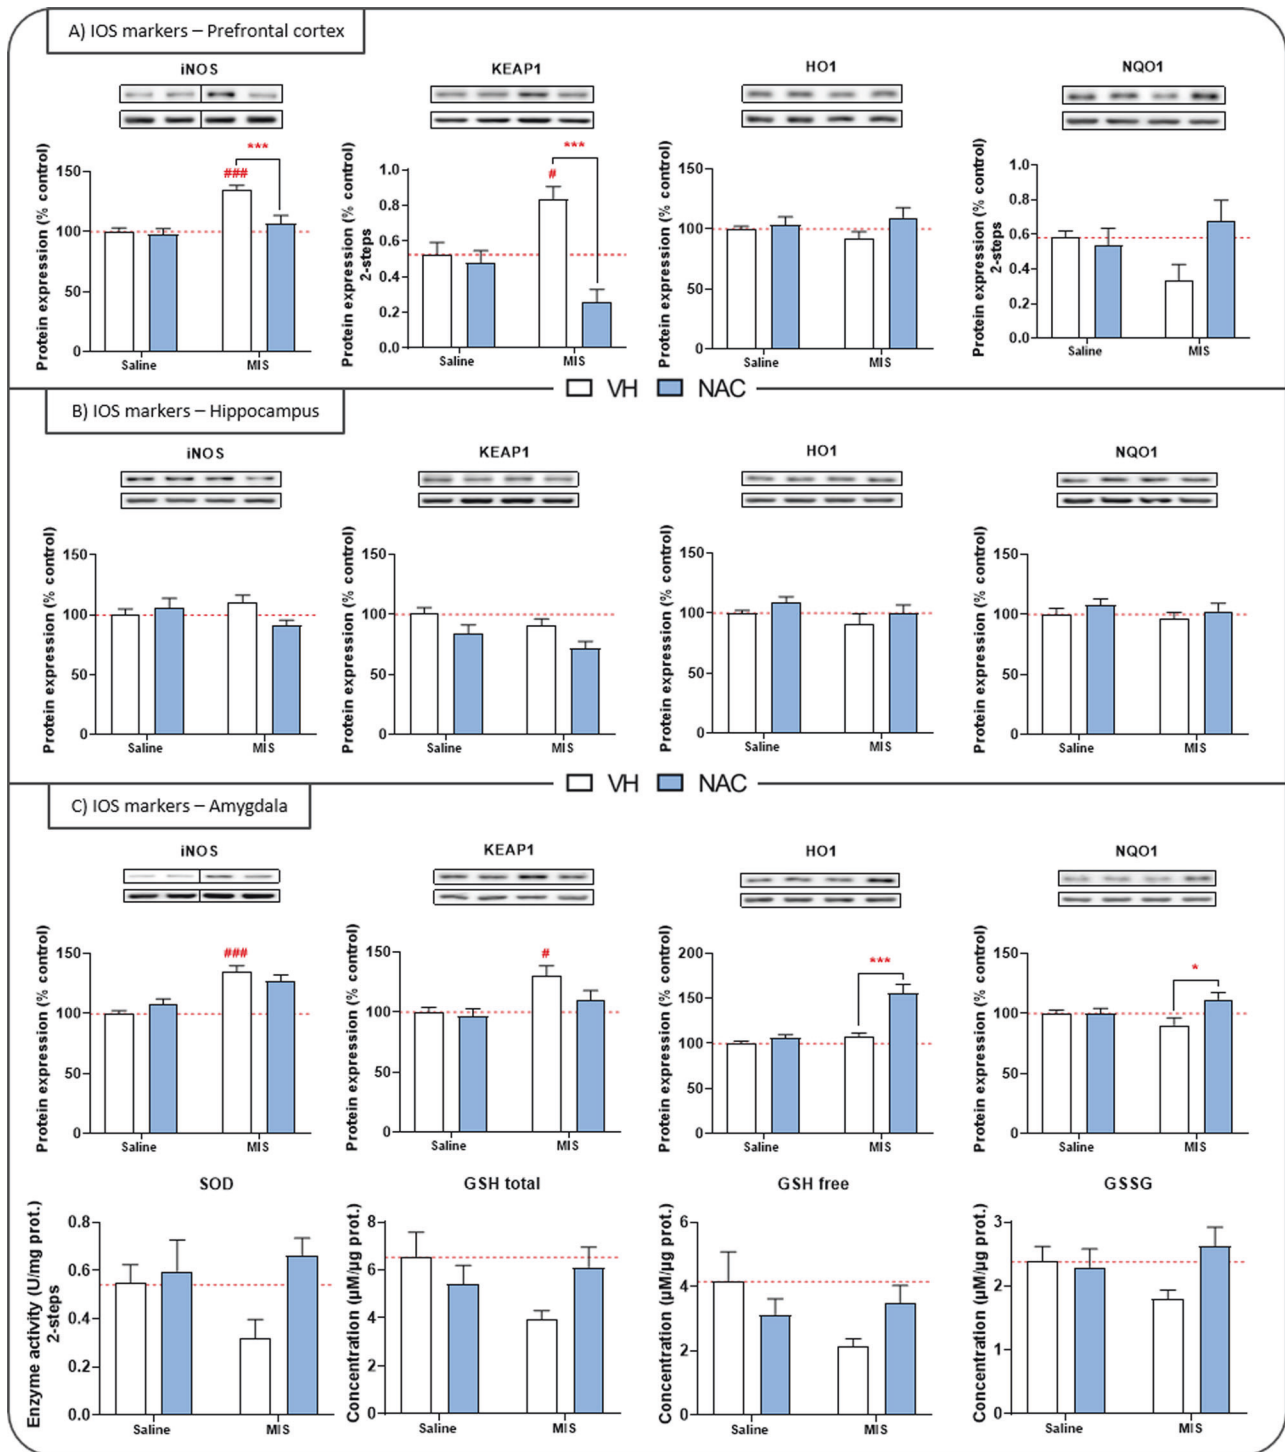 A) IOS markers – Prefrontal cortex
iNOS
KEAP1
HO1
NQO1
Protein expression (% control)
150
100
50
0
###
***
Saline
MIS
Protein expression (% control)
2-steps
1.0
0.8
0.6
0.4
0.2
0.0
#
***
Saline
MIS
Protein expression (% control)
150
100
50
0
Saline
MIS
Protein expression (% control)
2-steps
1.0
0.8
0.6
0.4
0.2
0.0
Saline
MIS
VH NAC
B) IOS markers – Hippocampus
iNOS
KEAP1
HO1
NQO1
Protein expression (% control)
150
100
50
0
Saline
MIS
Protein expression (% control)
150
100
50
0
Saline
MIS
Protein expression (% control)
150
100
50
0
Saline
MIS
Protein expression (% control)
150
100
50
0
Saline
MIS
VH NAC
C) IOS markers – Amygdala
iNOS
KEAP1
HO1
NQO1
Protein expression (% control)
150
100
50
0
###
Saline
MIS
Protein expression (% control)
150
100
50
0
#
Saline
MIS
Protein expression (% control)
200
150
100
50
0
***
Saline
MIS
Protein expression (% control)
150
100
50
0
*
Saline
MIS
SOD
Enzyme activity (U/mg prot.)
2-steps
0.8
0.6
0.4
0.2
0.0
Saline
MIS
GSH total
Concentration (µM/µg prot.)
8
6
4
2
0
Saline
MIS
GSH free
Concentration (µM/µg prot.)
6
4
2
0
Saline
MIS
GSSG
Concentration (µM/µg prot.)
3
2
1
0
Saline
MIS